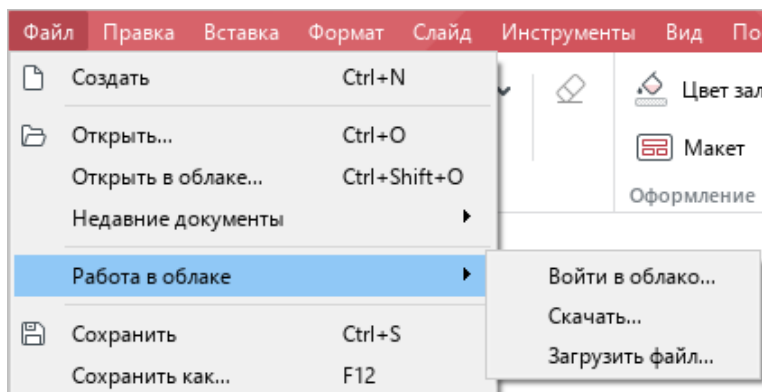 Файл Правка Вставка Формат Слайд Инструменты Вид
Создать Ctrl+N
Цвет
Открыть... Ctrl+O
Макет
Открыть в облаке... Ctrl+Shift+O
Оформление
Недавние документы
Работа в облаке
Войти в облако...
Скачать...
Загрузить файл...
Сохранить Ctrl+S
Сохранить как... F12